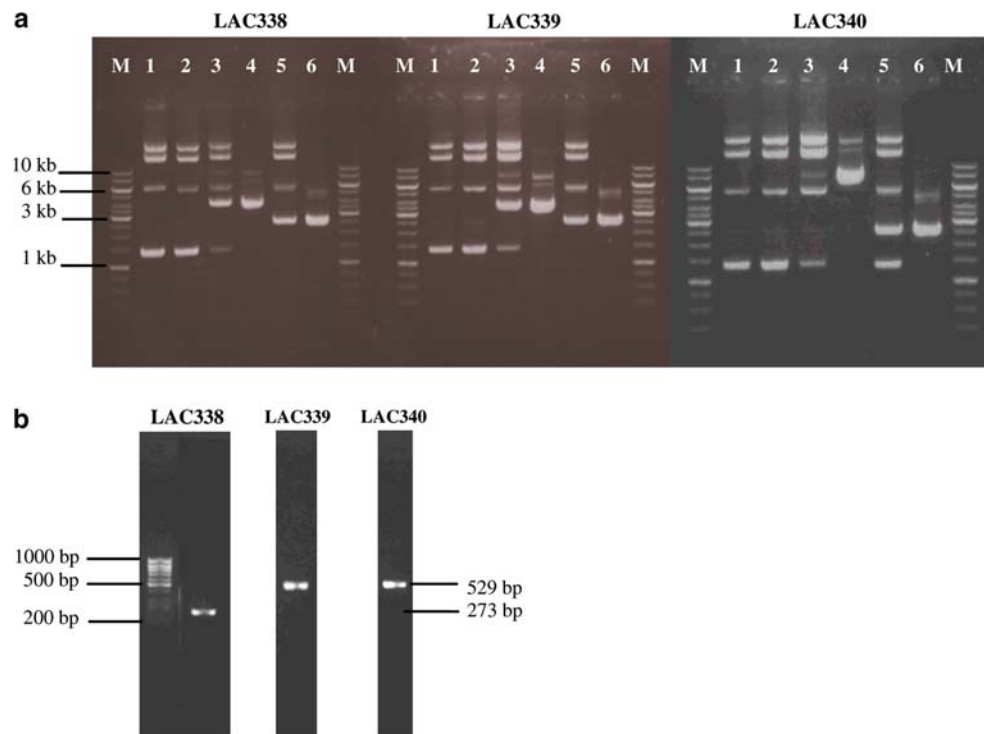 a
LAC338 LAC339 LAC340
M 1 2 3 4 5 6 M M 1 2 3 4 5 6 M M 1 2 3 4 5 6 M
10 kb
6 kb
3 kb
1 kb
b
LAC338 LAC339 LAC340
1000 bp
500 bp
200 bp
529 bp
273 bp